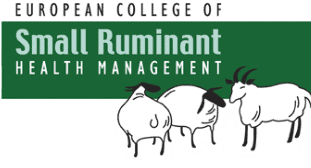 EUROPEAN COLLEGE OF
Small Ruminant
HEALTH MANAGEMENT